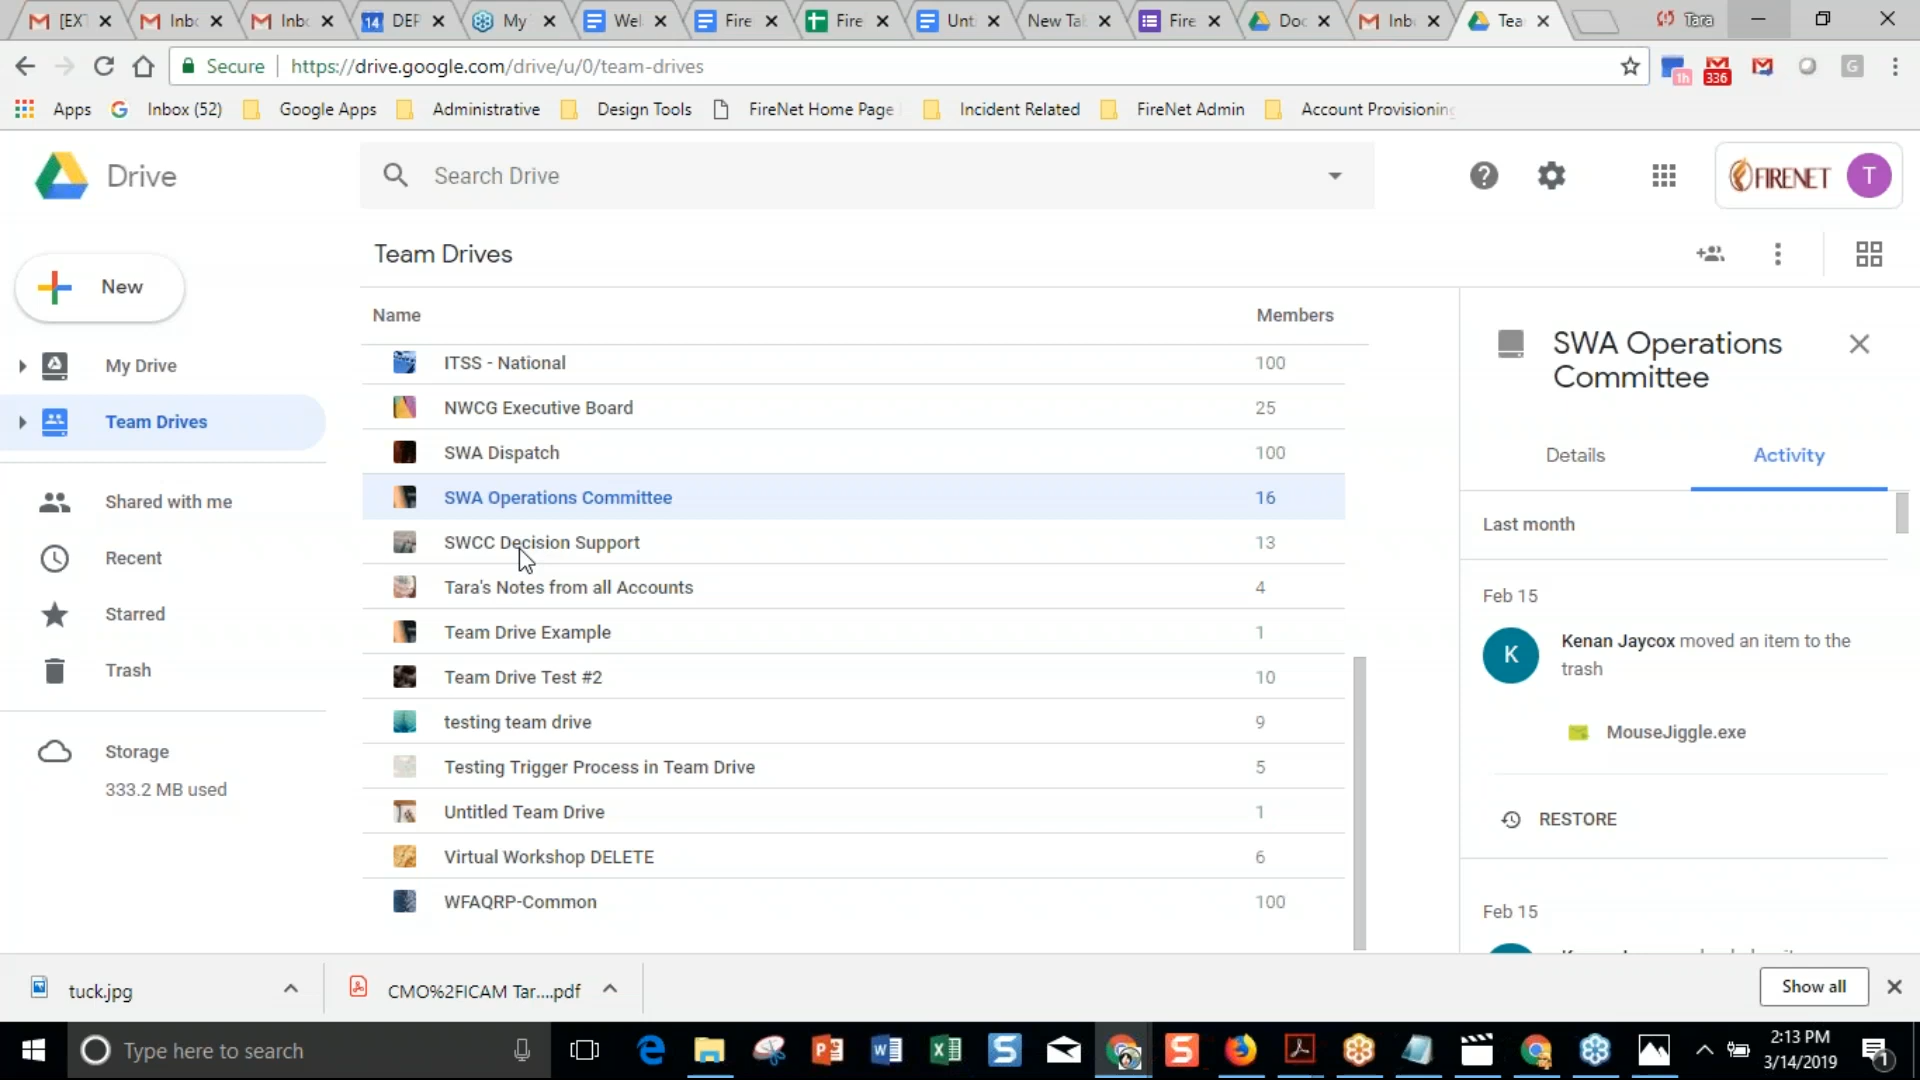 [EXT
Inb
Inb
14 DEP
My
Wel
Fire
Fire
Unt
New Ta
Fire
Doc
Inb
Tea
Tara
Secure
https://drive.google.com/drive/u/0/team-drives
1h
336
G
Apps
Inbox (52)
Google Apps
Administrative
Design Tools
FireNet Home Page
Incident Related
FireNet Admin
Account Provisioning
Drive
Search Drive
FIRENET
T
New
Team Drives
My Drive
Team Drives
Shared with me
Recent
Starred
Trash
Storage
333.2 MB used
Name Members
ITSS - National 100
NWCG Executive Board 25
SWA Dispatch 100
SWA Operations Committee 16
SWCC Decision Support 13
Tara's Notes from all Accounts 4
Team Drive Example 1
Team Drive Test #2 10
testing team drive 9
Testing Trigger Process in Team Drive 5
Untitled Team Drive 1
Virtual Workshop DELETE 6
WFAQRP-Common 100
SWA Operations
Committee
Details Activity
Last month
Feb 15
K
Kenan Jaycox moved an item to the
trash
MouseJiggle.exe
RESTORE
Feb 15
tuck.jpg
CMO%2FICAM Tar....pdf
Show all
Type here to search
2:13 PM
3/14/2019
1